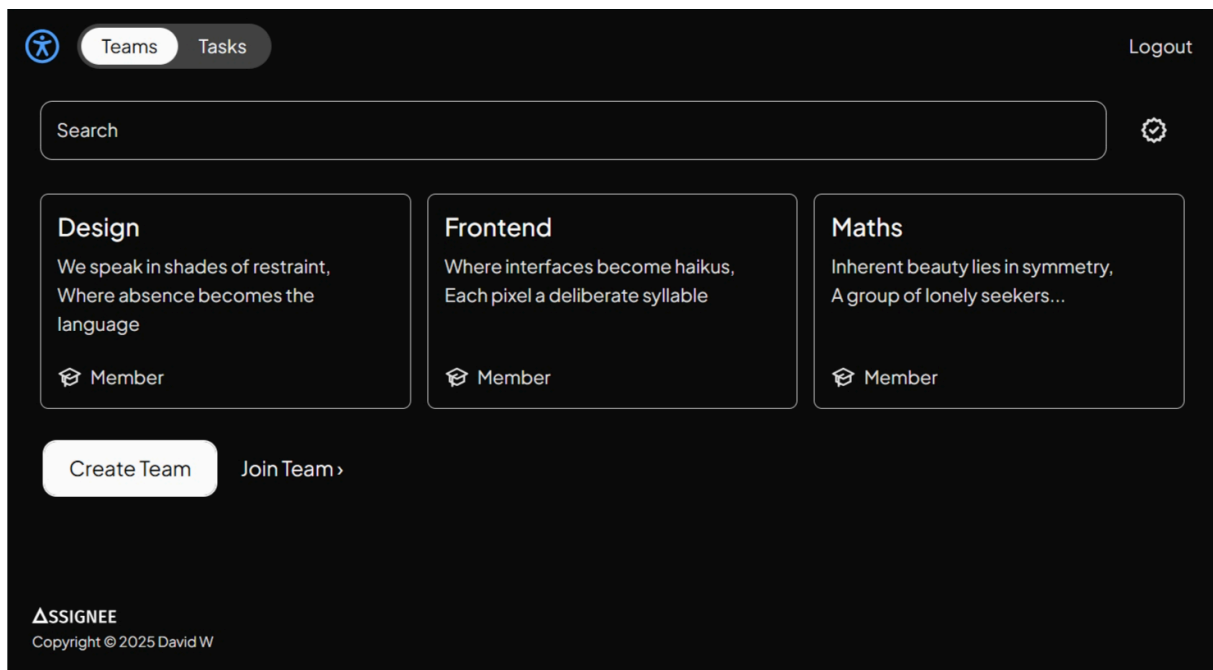 Teams Tasks Logout
Search
Design
We speak in shades of restraint,
Where absence becomes the
language
Member
Frontend
Where interfaces become haikus,
Each pixel a deliberate syllable
Member
Maths
Inherent beauty lies in symmetry,
A group of lonely seekers...
Member
Create Team Join Team ›
ASSIGNEE
Copyright © 2025 David W